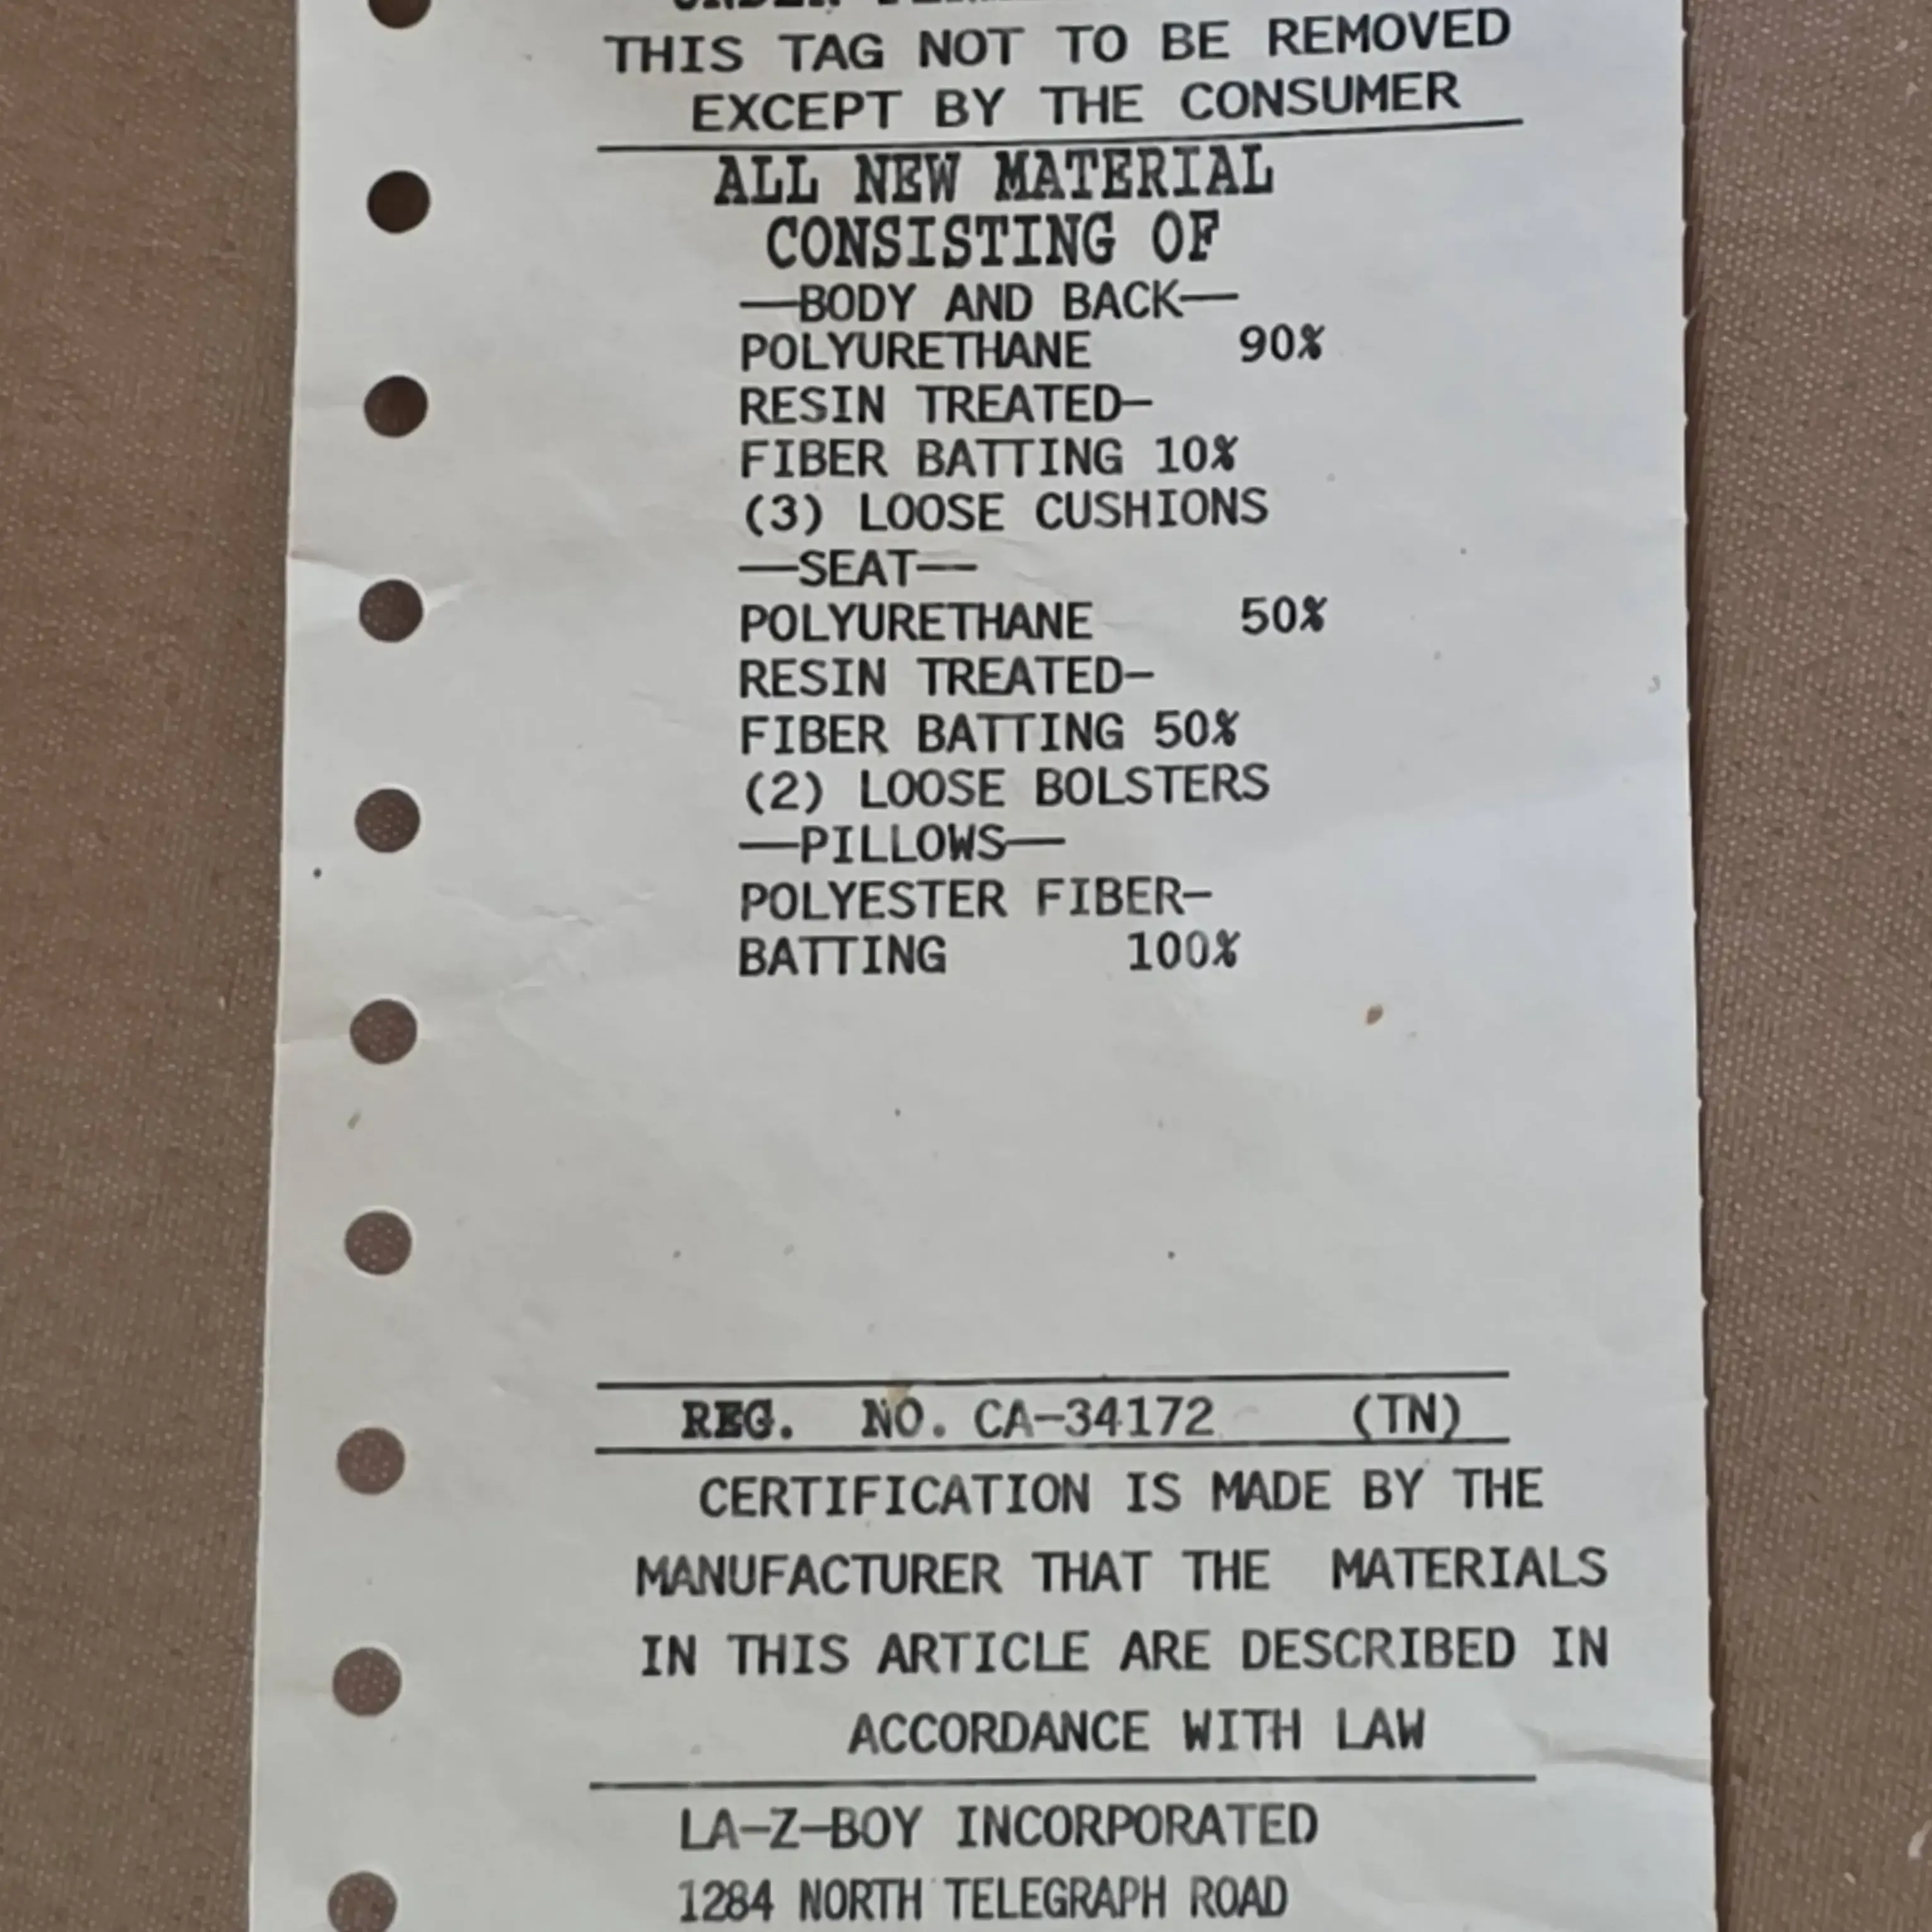 THIS TAG NOT TO BE REMOVED
EXCEPT BY THE CONSUMER
ALL NEW MATERIAL
CONSISTING OF
—BODY AND BACK—
POLYURETHANE 90%
RESIN TREATED-
FIBER BATTING 10%
(3) LOOSE CUSHIONS
—SEAT—
POLYURETHANE 50%
RESIN TREATED-
FIBER BATTING 50%
(2) LOOSE BOLSTERS
—PILLOWS—
POLYESTER FIBER-
BATTING 100%
REG. NO. CA-34172 (TN)
CERTIFICATION IS MADE BY THE
MANUFACTURER THAT THE MATERIALS
IN THIS ARTICLE ARE DESCRIBED IN
ACCORDANCE WITH LAW
LA-Z-BOY INCORPORATED
1284 NORTH TELEGRAPH ROAD